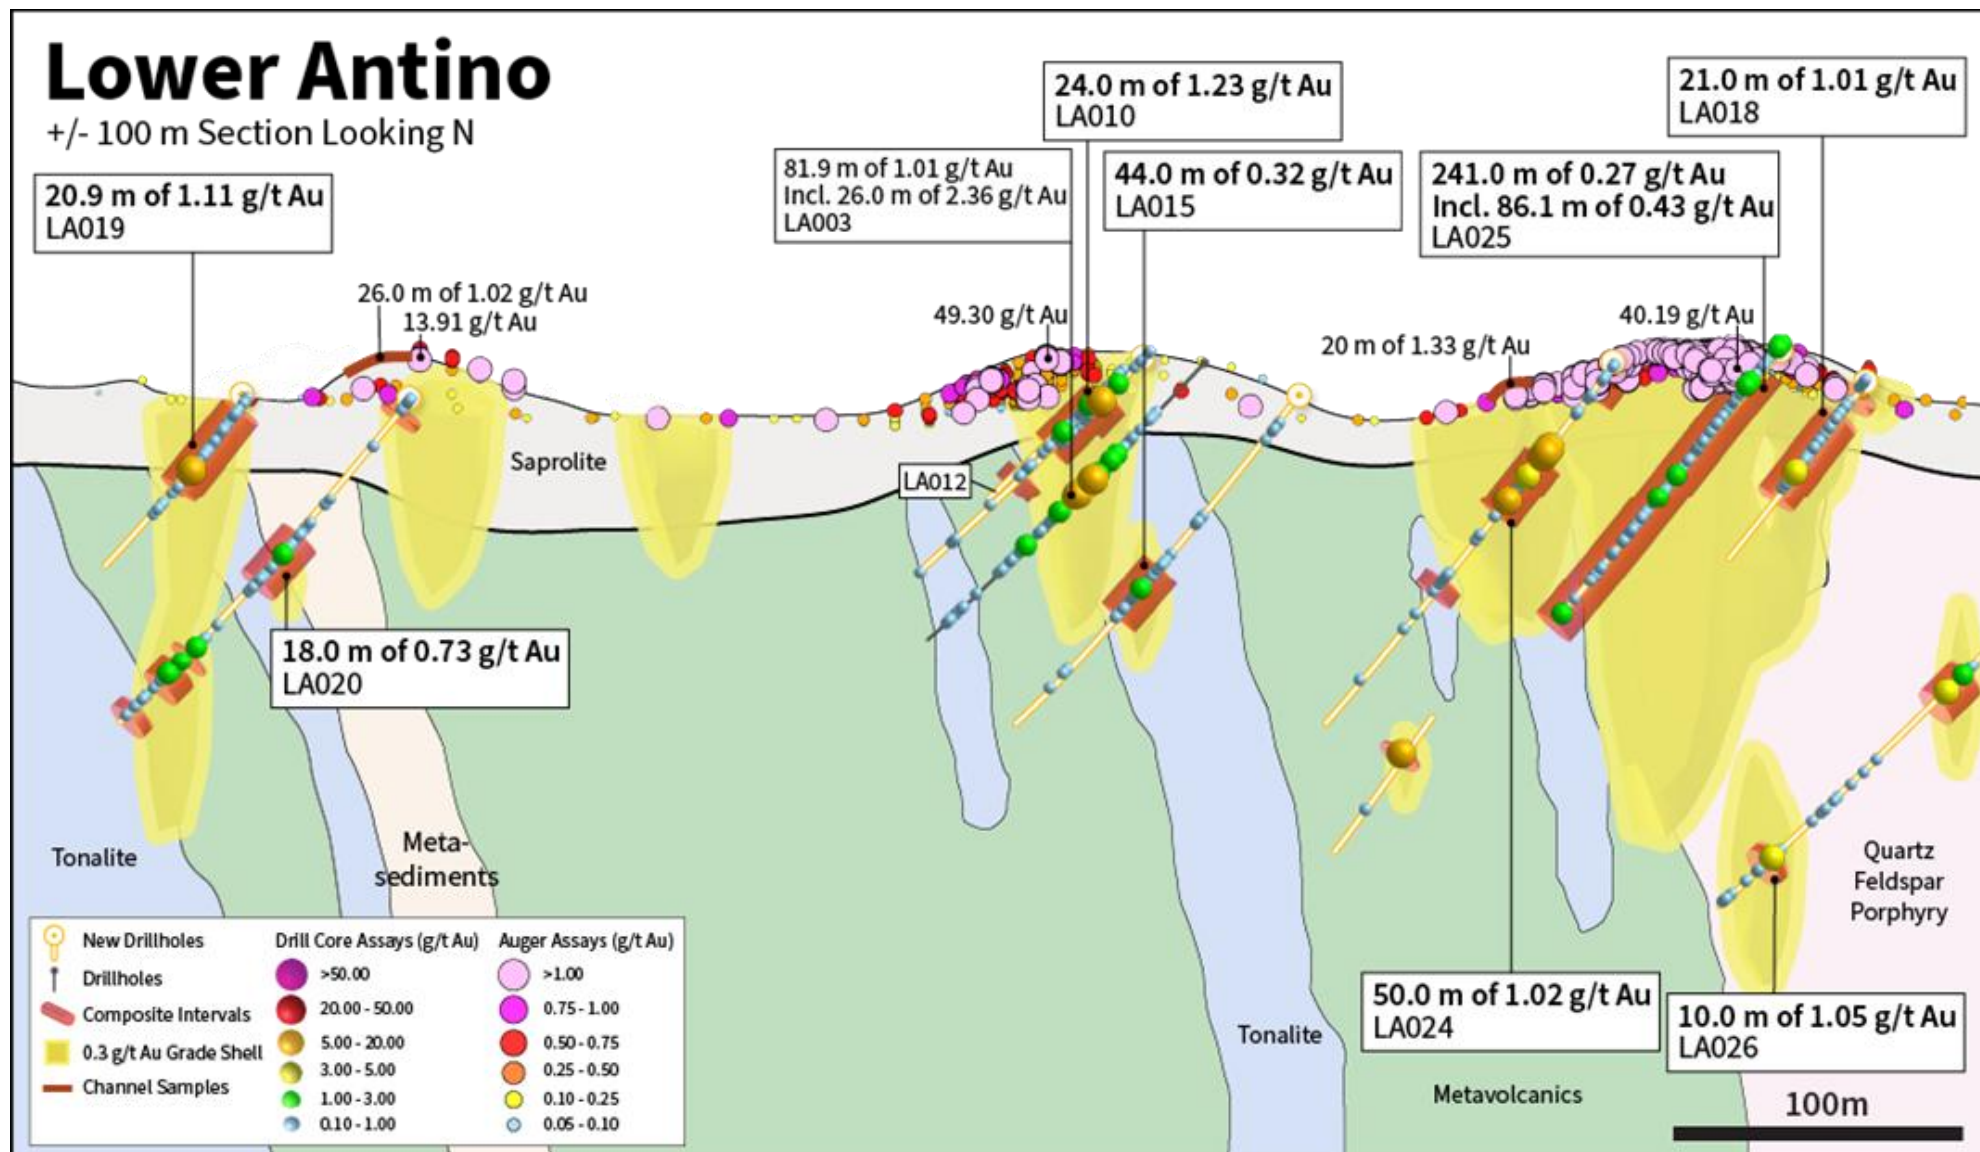 Lower Antino
+/- 100 m Section Looking N
20.9 m of 1.11 g/t Au
LA019
26.0 m of 1.02 g/t Au
13.91 g/t Au
81.9 m of 1.01 g/t Au
Incl. 26.0 m of 2.36 g/t Au
LA003
24.0 m of 1.23 g/t Au
LA010
44.0 m of 0.32 g/t Au
LA015
49.30 g/t Au
241.0 m of 0.27 g/t Au
Incl. 86.1 m of 0.43 g/t Au
LA025
21.0 m of 1.01 g/t Au
LA018
20 m of 1.33 g/t Au
40.19 g/t Au
Saprolite
LA012
18.0 m of 0.73 g/t Au
LA020
Tonalite
Meta-
sediments
Quartz
Feldspar
Porphyry
50.0 m of 1.02 g/t Au
LA024
10.0 m of 1.05 g/t Au
LA026
Tonalite
Metavolcanics
100m
New Drillholes
Drillholes
Composite Intervals
0.3 g/t Au Grade Shell
Channel Samples
Drill Core Assays (g/t Au)
>50.00
20.00 - 50.00
5.00 - 20.00
3.00 - 5.00
1.00 - 3.00
0.10 - 1.00
Auger Assays (g/t Au)
>1.00
0.75 - 1.00
0.50 - 0.75
0.25 - 0.50
0.10 - 0.25
0.05 - 0.10